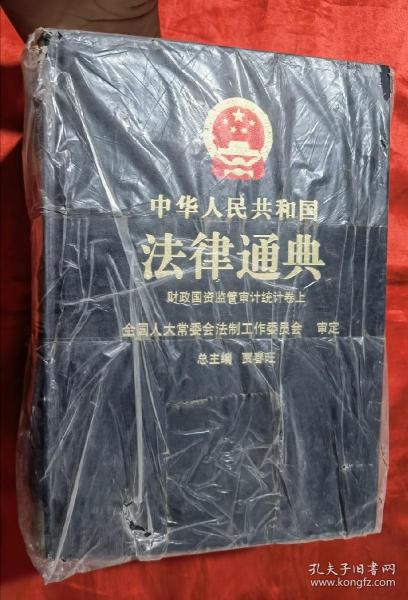 中华人民共和国
法律通典
财政国资监管审计统计卷上
全国人大常委会法制工作委员会 审定
总主编 贾春旺
孔夫子旧书网
www.kongfz.com